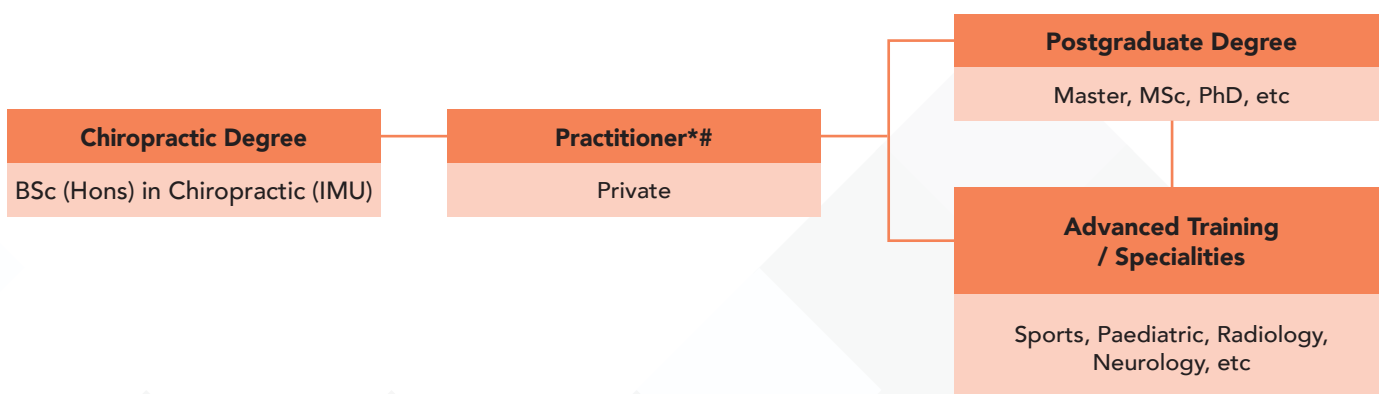 Chiropractic Degree
BSc (Hons) in Chiropractic (IMU)
Practitioner*#
Private
Postgraduate Degree
Master, MSc, PhD, etc
Advanced Training
/ Specialities
Sports, Paediatric, Radiology,
Neurology, etc